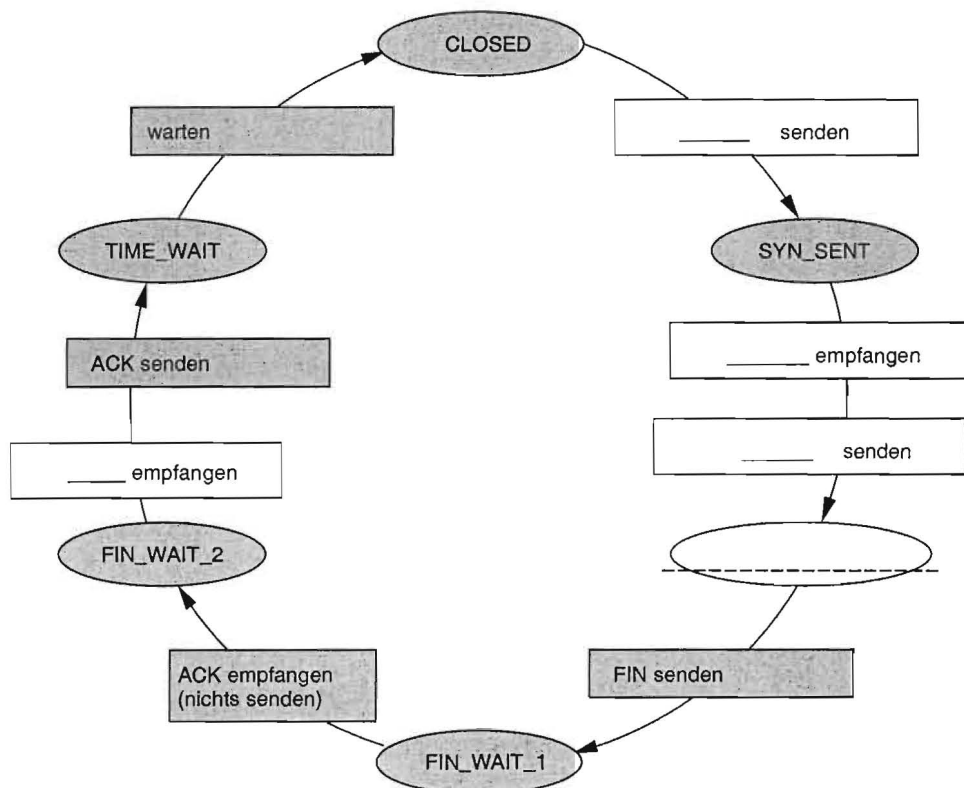 CLOSED
warten
_____ senden
TIME_WAIT
SYN_SENT
ACK senden
_____ empfangen
_____ empfangen
_____ senden
FIN_WAIT_2
ACK empfangen
(nichts senden)
FIN senden
FIN_WAIT_1